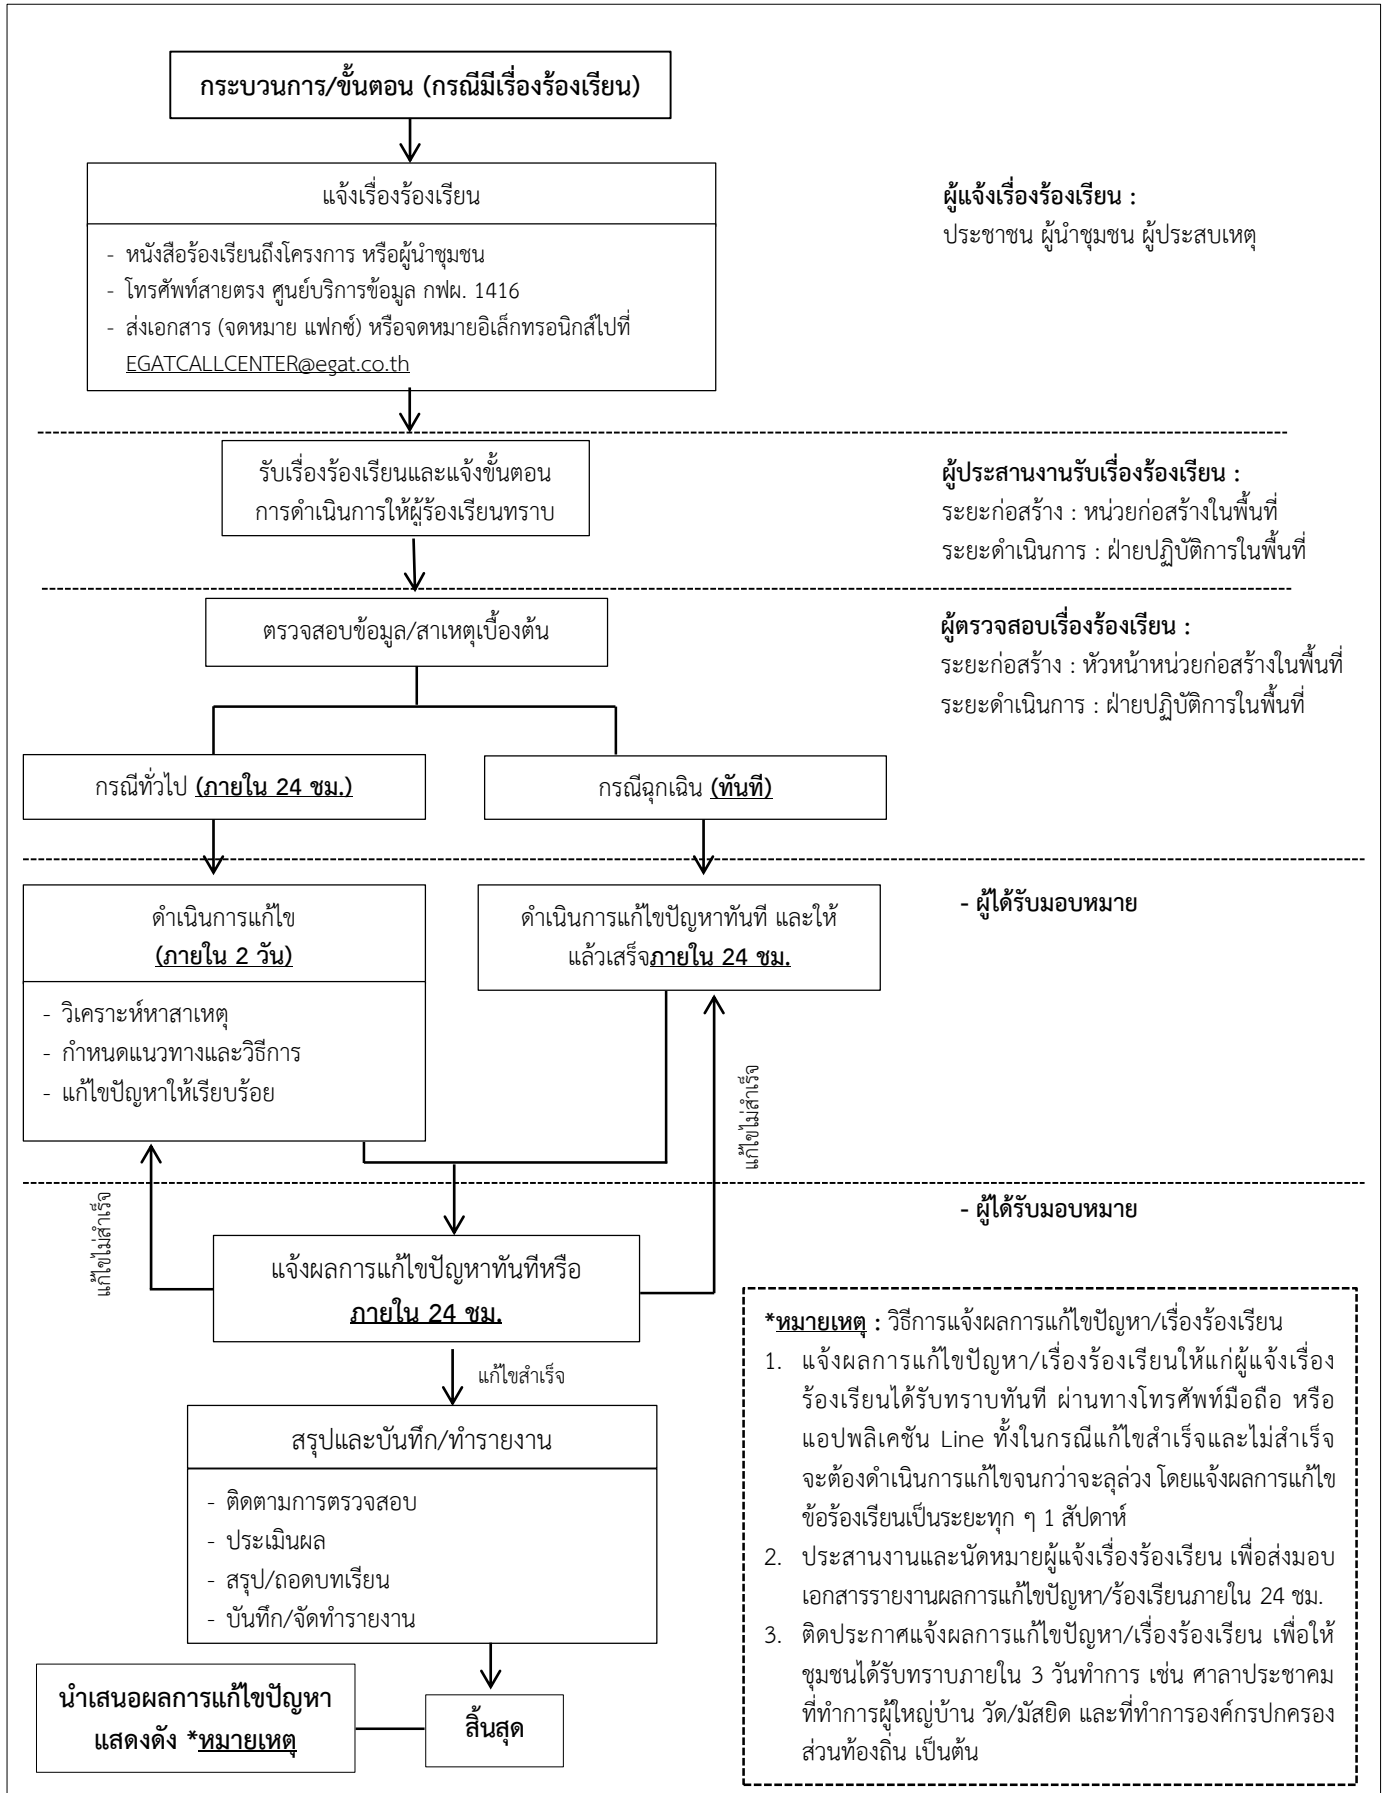 กระบวนการ/ขั้นตอน (กรณีมีเรื่องร้องเรียน)
แจ้งเรื่องร้องเรียน
- หนังสือร้องเรียนถึงโครงการ หรือผู้นำชุมชน
- โทรศัพท์สายตรง ศูนย์บริการข้อมูล กฟผ. 1416
- ส่งเอกสาร (จดหมาย แฟกซ์) หรือจดหมายอิเล็กทรอนิกส์ไปที่
EGATCALLCENTER@egat.co.th
ผู้แจ้งเรื่องร้องเรียน :
ประชาชน ผู้นำชุมชน ผู้ประสบเหตุ
รับเรื่องร้องเรียนและแจ้งขั้นตอน
การดำเนินการให้ผู้ร้องเรียนทราบ
ผู้ประสานงานรับเรื่องร้องเรียน :
ระยะก่อสร้าง : หน่วยก่อสร้างในพื้นที่
ระยะดำเนินการ : ฝ่ายปฏิบัติการในพื้นที่
ตรวจสอบข้อมูล/สาเหตุเบื้องต้น
ผู้ตรวจสอบเรื่องร้องเรียน :
ระยะก่อสร้าง : หัวหน้าหน่วยก่อสร้างในพื้นที่
ระยะดำเนินการ : ฝ่ายปฏิบัติการในพื้นที่
กรณีทั่วไป (ภายใน 24 ชม.)
กรณีฉุกเฉิน (ทันที)
ดำเนินการแก้ไข
(ภายใน 2 วัน)
- วิเคราะห์หาสาเหตุ
- กำหนดแนวทางและวิธีการ
- แก้ไขปัญหาให้เรียบร้อย
ดำเนินการแก้ไขปัญหาทันที และให้
แล้วเสร็จภายใน 24 ชม.
- ผู้ได้รับมอบหมาย
แก้ไขไม่สำเร็จ
แก้ไขไม่สำเร็จ
- ผู้ได้รับมอบหมาย
แจ้งผลการแก้ไขปัญหาทันทีหรือ
ภายใน 24 ชม.
แก้ไขสำเร็จ
สรุปและบันทึก/ทำรายงาน
- ติดตามการตรวจสอบ
- ประเมินผล
- สรุป/ถอดบทเรียน
- บันทึก/จัดทำรายงาน
นำเสนอผลการแก้ไขปัญหา
แสดงดัง *หมายเหตุ
สิ้นสุด
*หมายเหตุ : วิธีการแจ้งผลการแก้ไขปัญหา/เรื่องร้องเรียน
1. แจ้งผลการแก้ไขปัญหา/เรื่องร้องเรียนให้แก่ผู้แจ้งเรื่อง
ร้องเรียนได้รับทราบทันที ผ่านทางโทรศัพท์มือถือ หรือ
แอปพลิเคชัน Line ทั้งในกรณีแก้ไขสำเร็จและไม่สำเร็จ
จะต้องดำเนินการแก้ไขจนกว่าจะลุล่วง โดยแจ้งผลการแก้ไข
ข้อร้องเรียนเป็นระยะทุก ๆ 1 สัปดาห์
2. ประสานงานและนัดหมายผู้แจ้งเรื่องร้องเรียน เพื่อส่งมอบ
เอกสารรายงานผลการแก้ไขปัญหา/ร้องเรียนภายใน 24 ชม.
3. ติดประกาศแจ้งผลการแก้ไขปัญหา/เรื่องร้องเรียน เพื่อให้
ชุมชนได้รับทราบภายใน 3 วันทำการ เช่น ศาลาประชาคม
ที่ทำการผู้ใหญ่บ้าน วัด/มัสยิด และที่ทำการองค์กรปกครอง
ส่วนท้องถิ่น เป็นต้น